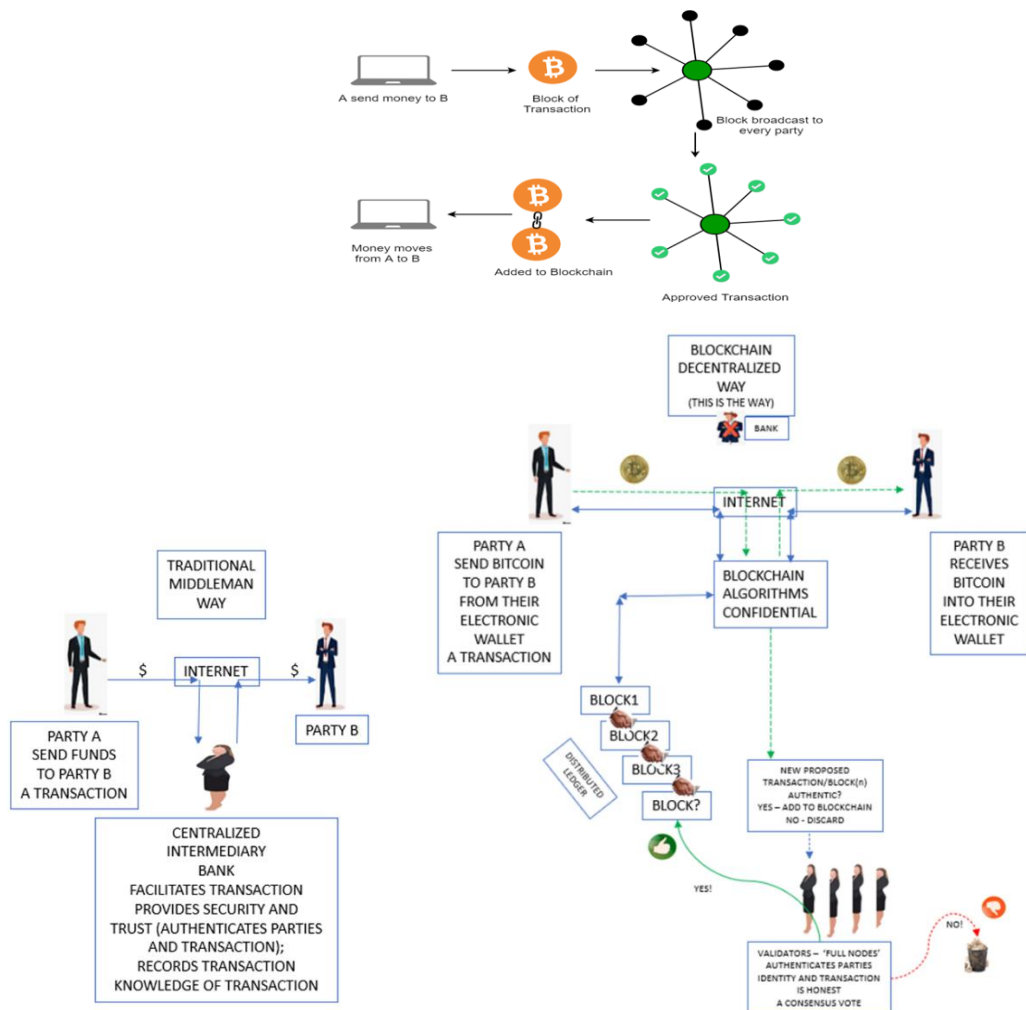 A send money to B
Block of
Transaction
Block broadcast to
every party
Money moves
from A to B
Added to Blockchain
Approved Transaction
BLOCKCHAIN
DECENTRALIZED
WAY
(THIS IS THE WAY)
BANK
INTERNET
PARTY A
SEND BITCOIN
TO PARTY B
FROM THEIR
ELECTRONIC
WALLET
A TRANSACTION
BLOCKCHAIN
ALGORITHMS
CONFIDENTIAL
PARTY B
RECEIVES
BITCOIN
INTO THEIR
ELECTRONIC
WALLET
TRADITIONAL
MIDDLEMAN
WAY
$
INTERNET
$
PARTY A
SEND FUNDS
TO PARTY B
A TRANSACTION
PARTY B
CENTRALIZED
INTERMEDIARY
BANK
FACILITATES TRANSACTION
PROVIDES SECURITY AND
TRUST (AUTHENTICATES PARTIES
AND TRANSACTION);
RECORDS TRANSACTION
KNOWLEDGE OF TRANSACTION
BLOCK1
BLOCK2
BLOCK3
BLOCK?
DISTRIBUTED
LEDGER
NEW PROPOSED
TRANSACTION/BLOCK(n)
AUTHENTIC?
YES – ADD TO BLOCKCHAIN
NO - DISCARD
YES!
NO!
VALIDATORS – 'FULL NODES'
AUTHENTICATES PARTIES
IDENTITY AND TRANSACTION
IS HONEST
A CONSENSUS VOTE